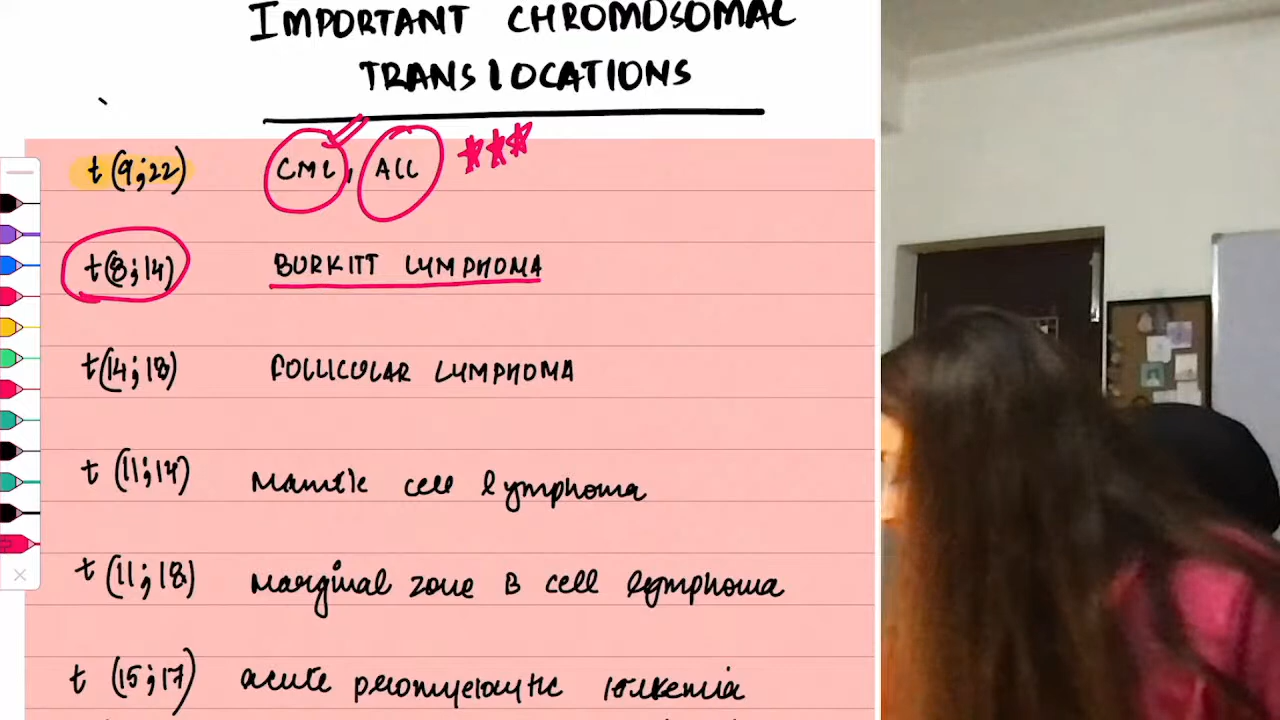 IMPORTANT CHROMOSOMAL
TRANSLOCATIONS
t(9;22) CML, ALL
t(8;14) BURKITT LYMPHOMA
t(14;18) FOLLICULAR LYMPHOMA
t(11;14) Mantle cell lymphoma
t(11;18) Marginal zone B cell lymphoma
t(15;17) acute promyelocytic leukemia